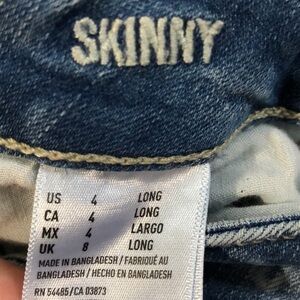 SKINNY
US 4 LONG
CA 4 LONG
MX 4 LARGO
UK 8 LONG
MADE IN BANGLADESH / FABRIQUÉ AU
BANGLADESH / HECHO EN BANGLADESH
RN 54485/CA 03873